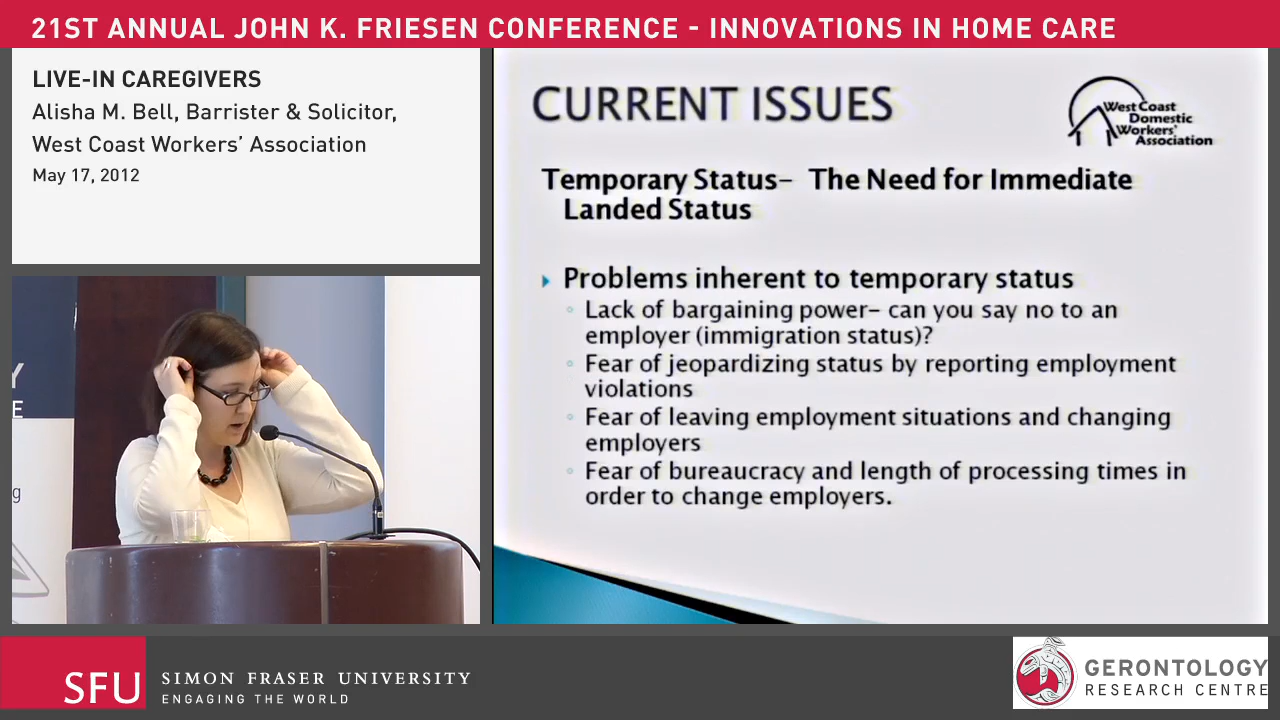 21ST ANNUAL JOHN K. FRIESEN CONFERENCE - INNOVATIONS IN HOME CARE
LIVE-IN CAREGIVERS
Alisha M. Bell, Barrister & Solicitor,
West Coast Workers’ Association
May 17, 2012
CURRENT ISSUES
West Coast
Domestic
Workers'
Association
Temporary Status– The Need for Immediate
Landed Status
Problems inherent to temporary status
Lack of bargaining power– can you say no to an
employer (immigration status)?
Fear of jeopardizing status by reporting employment
violations
Fear of leaving employment situations and changing
employers
Fear of bureaucracy and length of processing times in
order to change employers.
Y
E
g
SFU
SIMON FRASER UNIVERSITY
ENGAGING THE WORLD
GERONTOLOGY
RESEARCH CENTRE